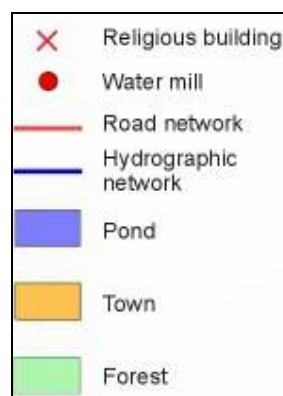 Religious building
Water mill
Road network
Hydrographic
network
Pond
Town
Forest